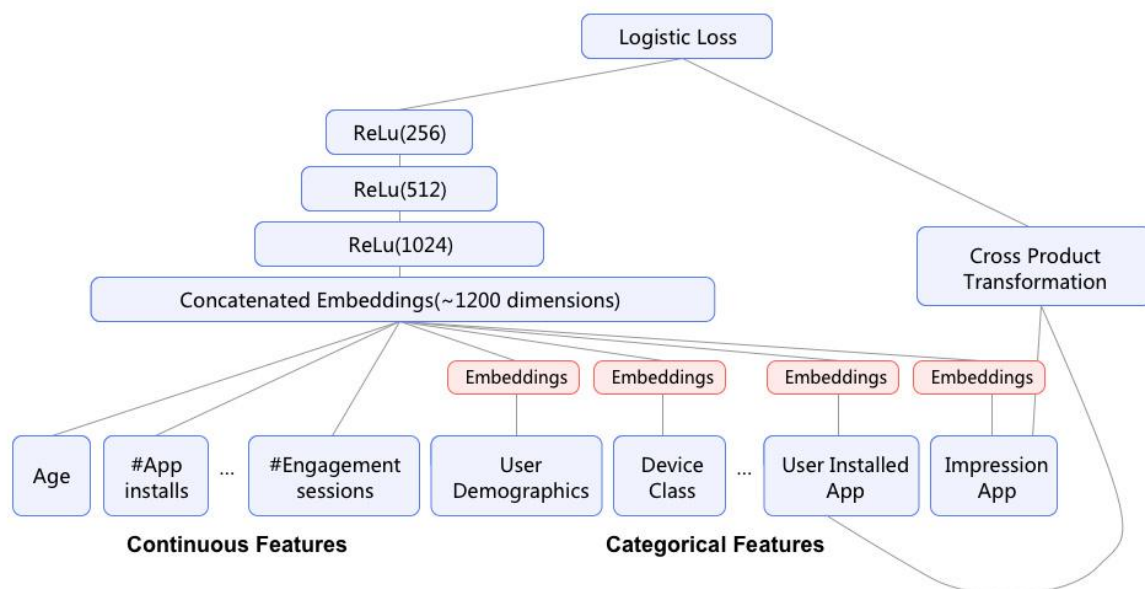 Logistic Loss
ReLu(256)
ReLu(512)
ReLu(1024)
Cross Product
Transformation
Concatenated Embeddings(~1200 dimensions)
Embeddings
Embeddings
Embeddings
Embeddings
Age
#App
installs
...
#Engagement
sessions
User
Demographics
Device
Class
...
User Installed
App
Impression
App
Continuous Features
Categorical Features